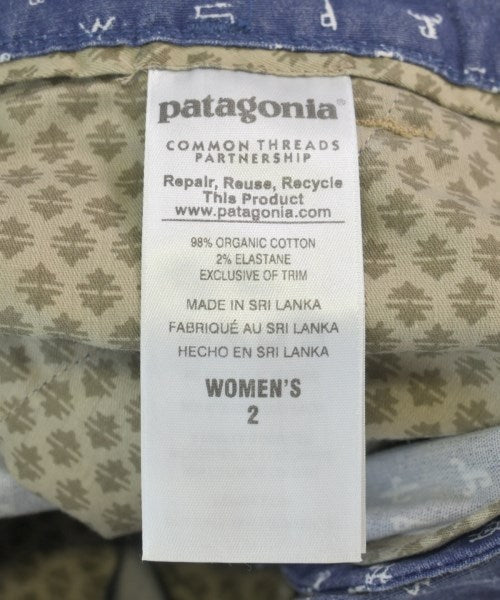 patagonia®
COMMON THREADS
PARTNERSHIP
Repair, Reuse, Recycle
This Product
www.patagonia.com
98% ORGANIC COTTON
2% ELASTANE
EXCLUSIVE OF TRIM
MADE IN SRI LANKA
FABRIQUÉ AU SRI LANKA
HECHO EN SRI LANKA
WOMEN'S
2